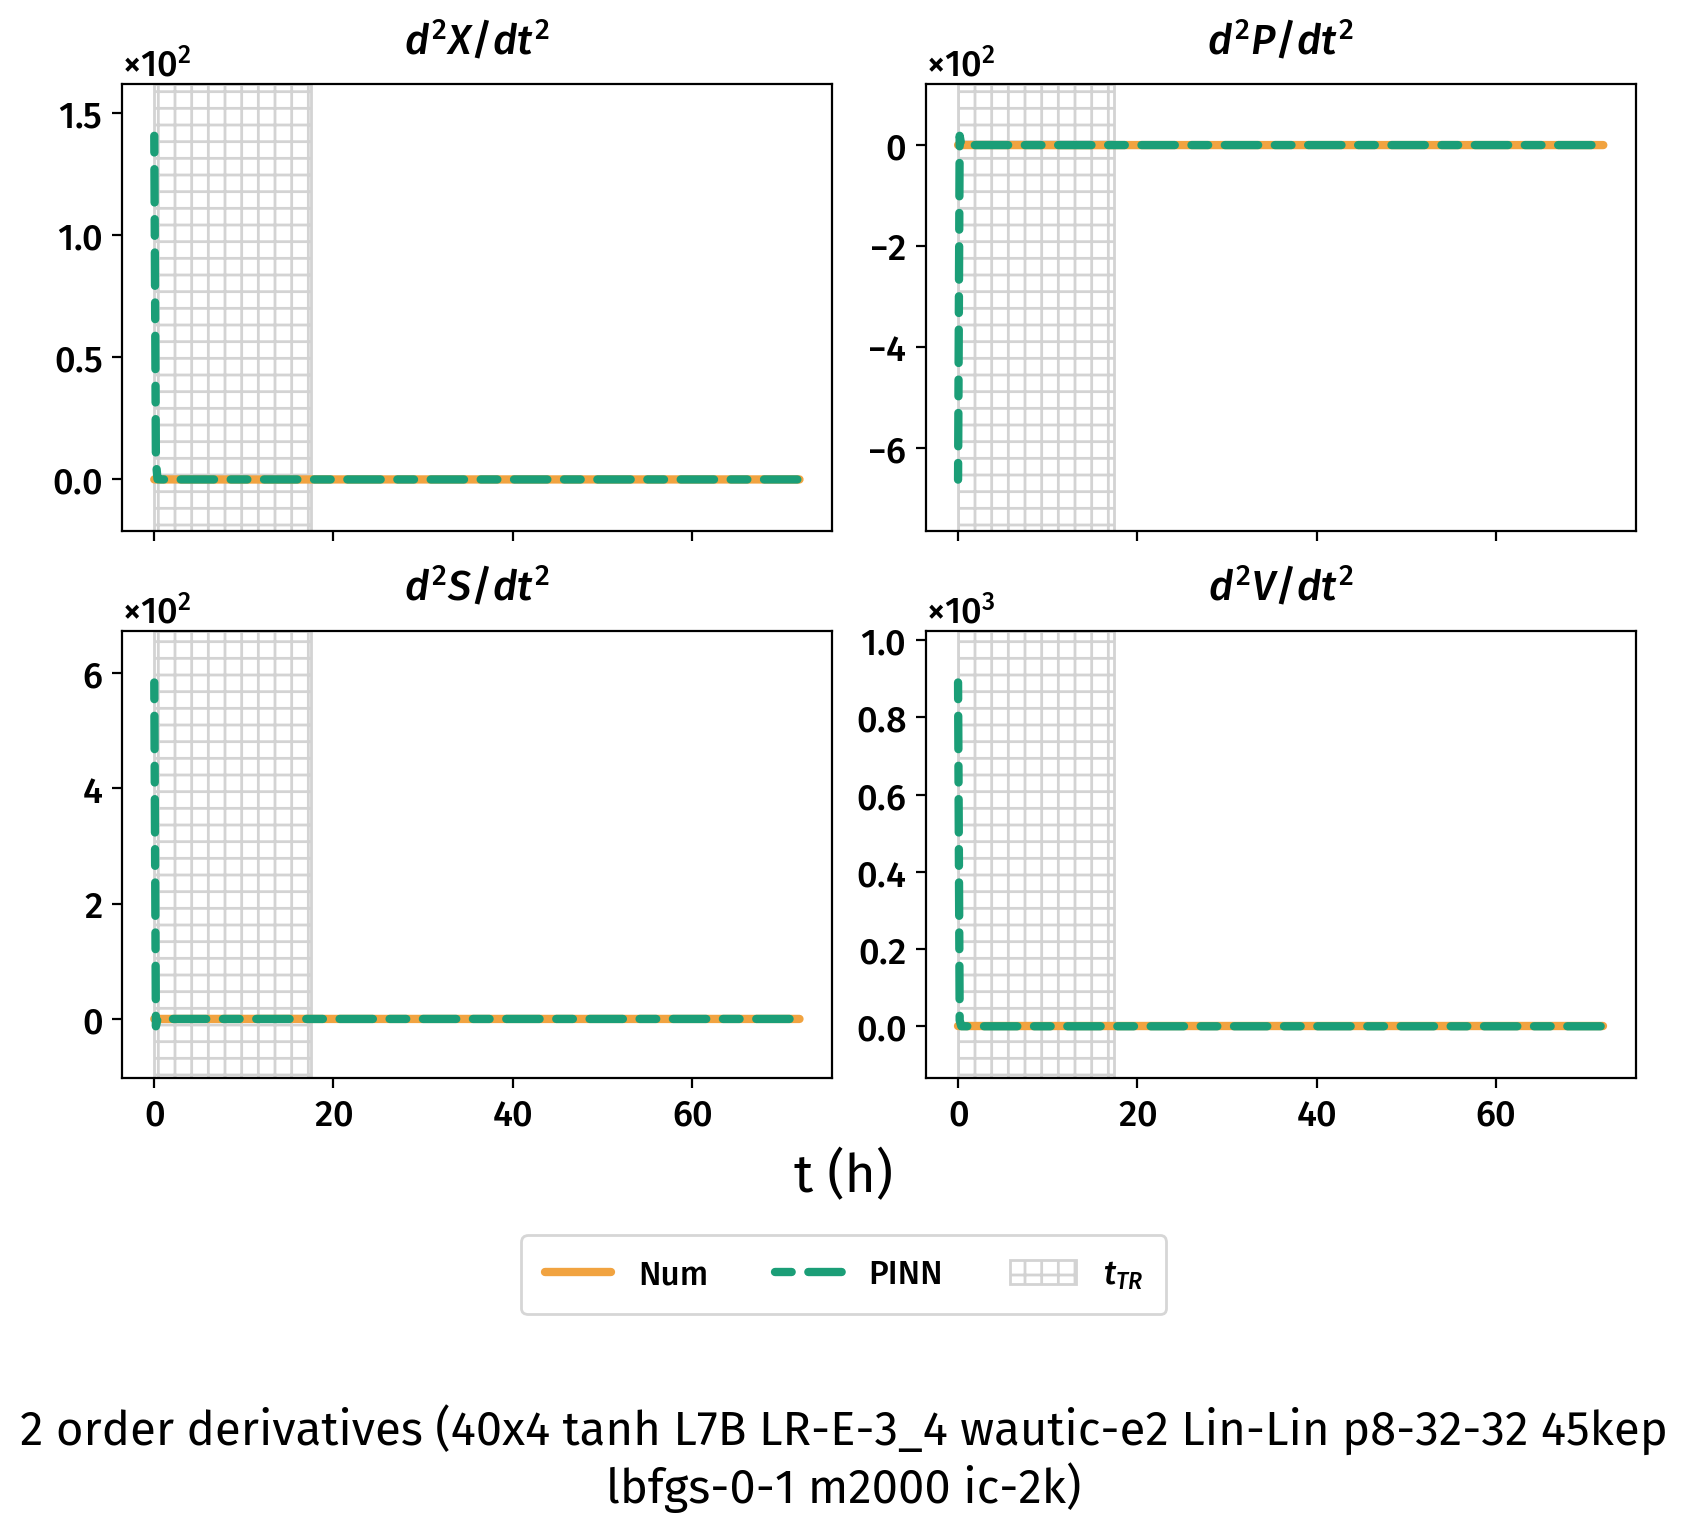 d²X/dt²
×10²
1.5
1.0
0.5
0.0
d²P/dt²
×10²
0
−2
−4
−6
d²S/dt²
×10²
6
4
2
0
0 20 40 60
d²V/dt²
×10³
1.0
0.8
0.6
0.4
0.2
0.0
0 20 40 60
t (h)
Num PINN t_TR
2 order derivatives (40x4 tanh L7B LR-E-3_4 wautic-e2 Lin-Lin p8-32-32 45kep
lbfgs-0-1 m2000 ic-2k)